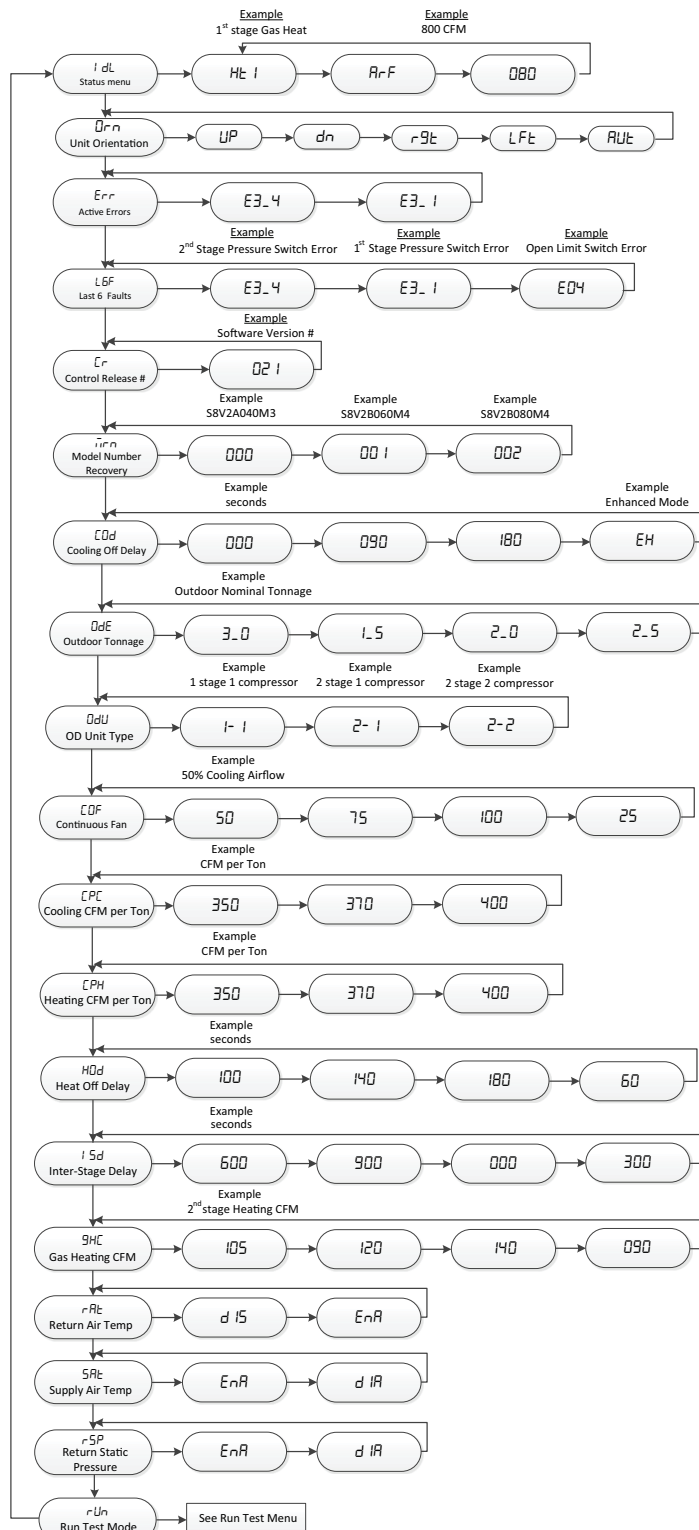 Example
1st stage Gas Heat
Example
800 CFM
IdL
Status menu
Ht1
ArF
080
Orn
Unit Orientation
UP
dn
rgt
LFt
AUt
Err
Active Errors
E3_4
E3_1
Example
2nd Stage Pressure Switch Error
Example
1st Stage Pressure Switch Error
Example
Open Limit Switch Error
L6F
Last 6 Faults
E3_4
E3_1
E04
Example
Software Version #
Cr
Control Release #
021
Example
S8V2A040M3
Example
S8V2B060M4
Example
S8V2B080M4
Model Number
Recovery
000
001
002
Example
seconds
Example
Enhanced Mode
COd
Cooling Off Delay
000
090
180
EH
Example
Outdoor Nominal Tonnage
OdE
Outdoor Tonnage
3_0
1_5
2_0
2_5
Example
1 stage 1 compressor
Example
2 stage 1 compressor
Example
2 stage 2 compressor
OdU
OD Unit Type
1-1
2-1
2-2
Example
50% Cooling Airflow
COF
Continuous Fan
50
75
100
25
Example
CFM per Ton
CPC
Cooling CFM per Ton
350
370
400
Example
CFM per Ton
CPH
Heating CFM per Ton
350
370
400
Example
seconds
HOd
Heat Off Delay
100
140
180
60
Example
seconds
ISd
Inter-Stage Delay
600
900
000
300
Example
2nd stage Heating CFM
gHC
Gas Heating CFM
105
120
140
090
rAt
Return Air Temp
dIS
EnA
SAt
Supply Air Temp
EnA
dIA
rSP
Return Static
Pressure
EnA
dIA
rUn
Run Test Mode
See Run Test Menu